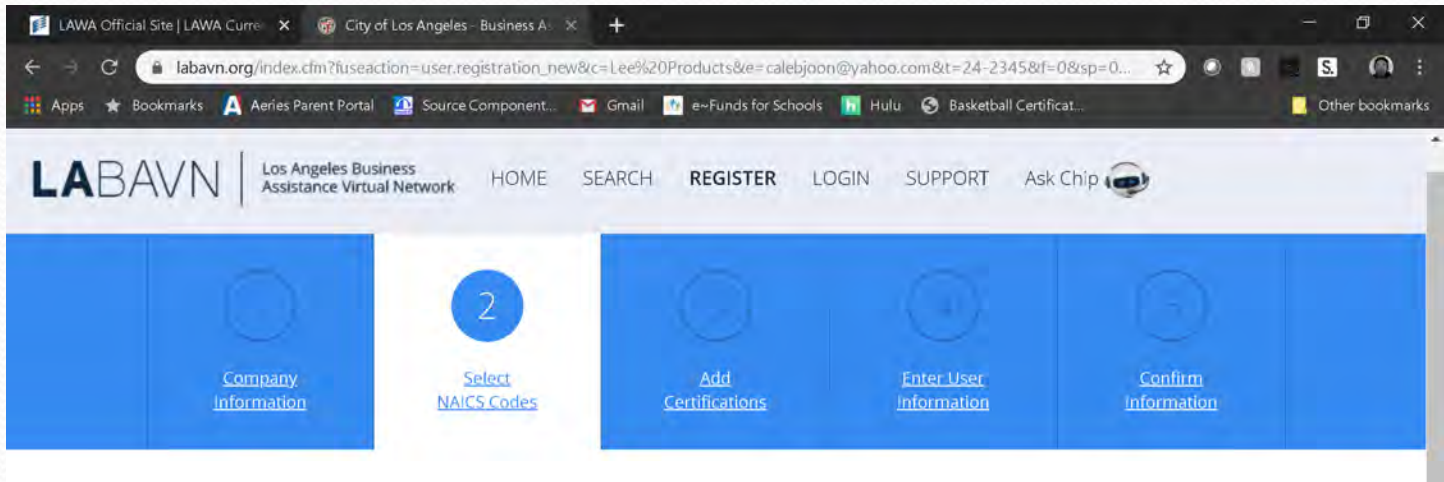 LAWA Official Site | LAWA Curre
City of Los Angeles - Business A
labavn.org/index.cfm?fuseaction=user.registration_new&c=Lee%20Products&e=calebjoon@yahoo.com&t=24-2345&f=0&sp=0...
S.
Apps Bookmarks Aeries Parent Portal Source Component... Gmail e~Funds for Schools Hulu Basketball Certificat... Other bookmarks
LABAVN
Los Angeles Business
Assistance Virtual Network
HOME SEARCH REGISTER LOGIN SUPPORT Ask Chip
2
Company
Information
Select
NAICS Codes
Add
Certifications
Enter User
Information
Confirm
Information